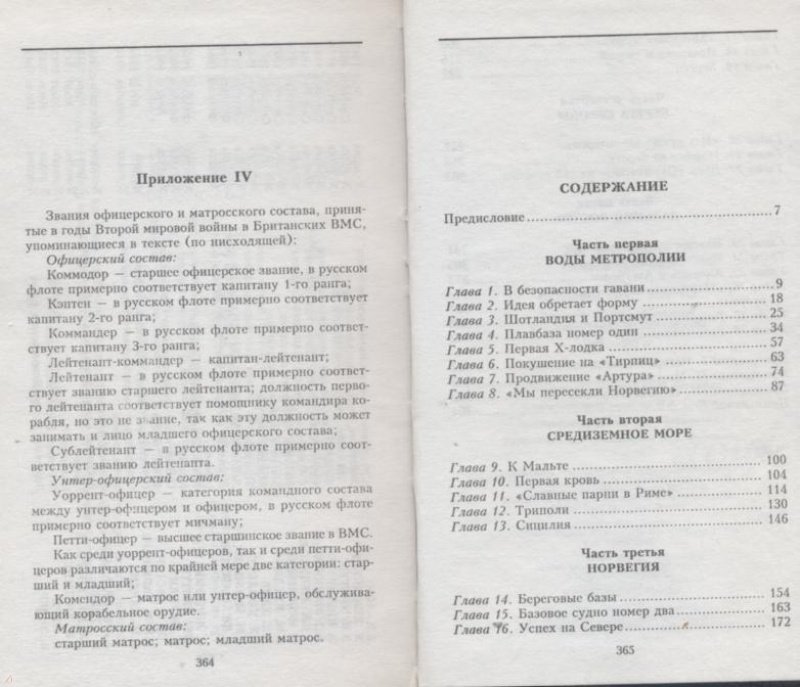 Приложение IV
Звания офицерского и матросского состава, приня-
тые в годы Второй мировой войны в Британских ВМС,
упоминающиеся в тексте (по нисходящей):
Офицерский состав:
Коммодор — старшее офицерское звание, в русском
флоте примерно соответствует капитану 1-го ранга;
Кэптен — в русском флоте примерно соответствует
капитану 2-го ранга;
Коммандер — в русском флоте примерно соответ-
ствует капитану 3-го ранга;
Лейтенант-коммандер — капитан-лейтенант;
Лейтенант — в русском флоте примерно соответ-
ствует званию старшего лейтенанта; должность перво-
го лейтенанта соответствует помощнику командира ко-
рабля, но это не звание, так как эту должность может
занимать и лицо младшего офицерского состава;
Сублейтенант — в русском флоте примерно соот-
ветствует званию лейтенанта.
Унтер-офицерский состав:
Уоррент-офицер — категория командного состава
между унтер-офицером и офицером, в русском флоте
примерно соответствует мичману;
Петти-офицер — высшее старшинское звание в ВМС.
Как среди уоррент-офицеров, так и среди петти-офи-
церов различаются по крайней мере две категории: стар-
ший и младший;
Комендор — матрос или унтер-офицер, обслужива-
ющий корабельное орудие.
Матросский состав:
старший матрос; матрос; младший матрос.
364
СОДЕРЖАНИЕ
Предисловие ... 7
Часть первая
ВОДЫ МЕТРОПОЛИИ
Глава 1. В безопасности гавани ... 9
Глава 2. Идея обретает форму ... 18
Глава 3. Шотландия и Портсмут ... 25
Глава 4. Плавбаза номер один ... 34
Глава 5. Первая Х-лодка ... 57
Глава 6. Покушение на «Тирпиц» ... 63
Глава 7. Продвижение «Артура» ... 74
Глава 8. «Мы пересекли Норвегию» ... 87
Часть вторая
СРЕДИЗЕМНОЕ МОРЕ
Глава 9. К Мальте ... 100
Глава 10. Первая кровь ... 104
Глава 11. «Славные парни в Риме» ... 114
Глава 12. Триполи ... 130
Глава 13. Сицилия ... 146
Часть третья
НОРВЕГИЯ
Глава 14. Береговые базы ... 154
Глава 15. Базовое судно номер два ... 163
Глава 16. Успех на Севере ... 172
365